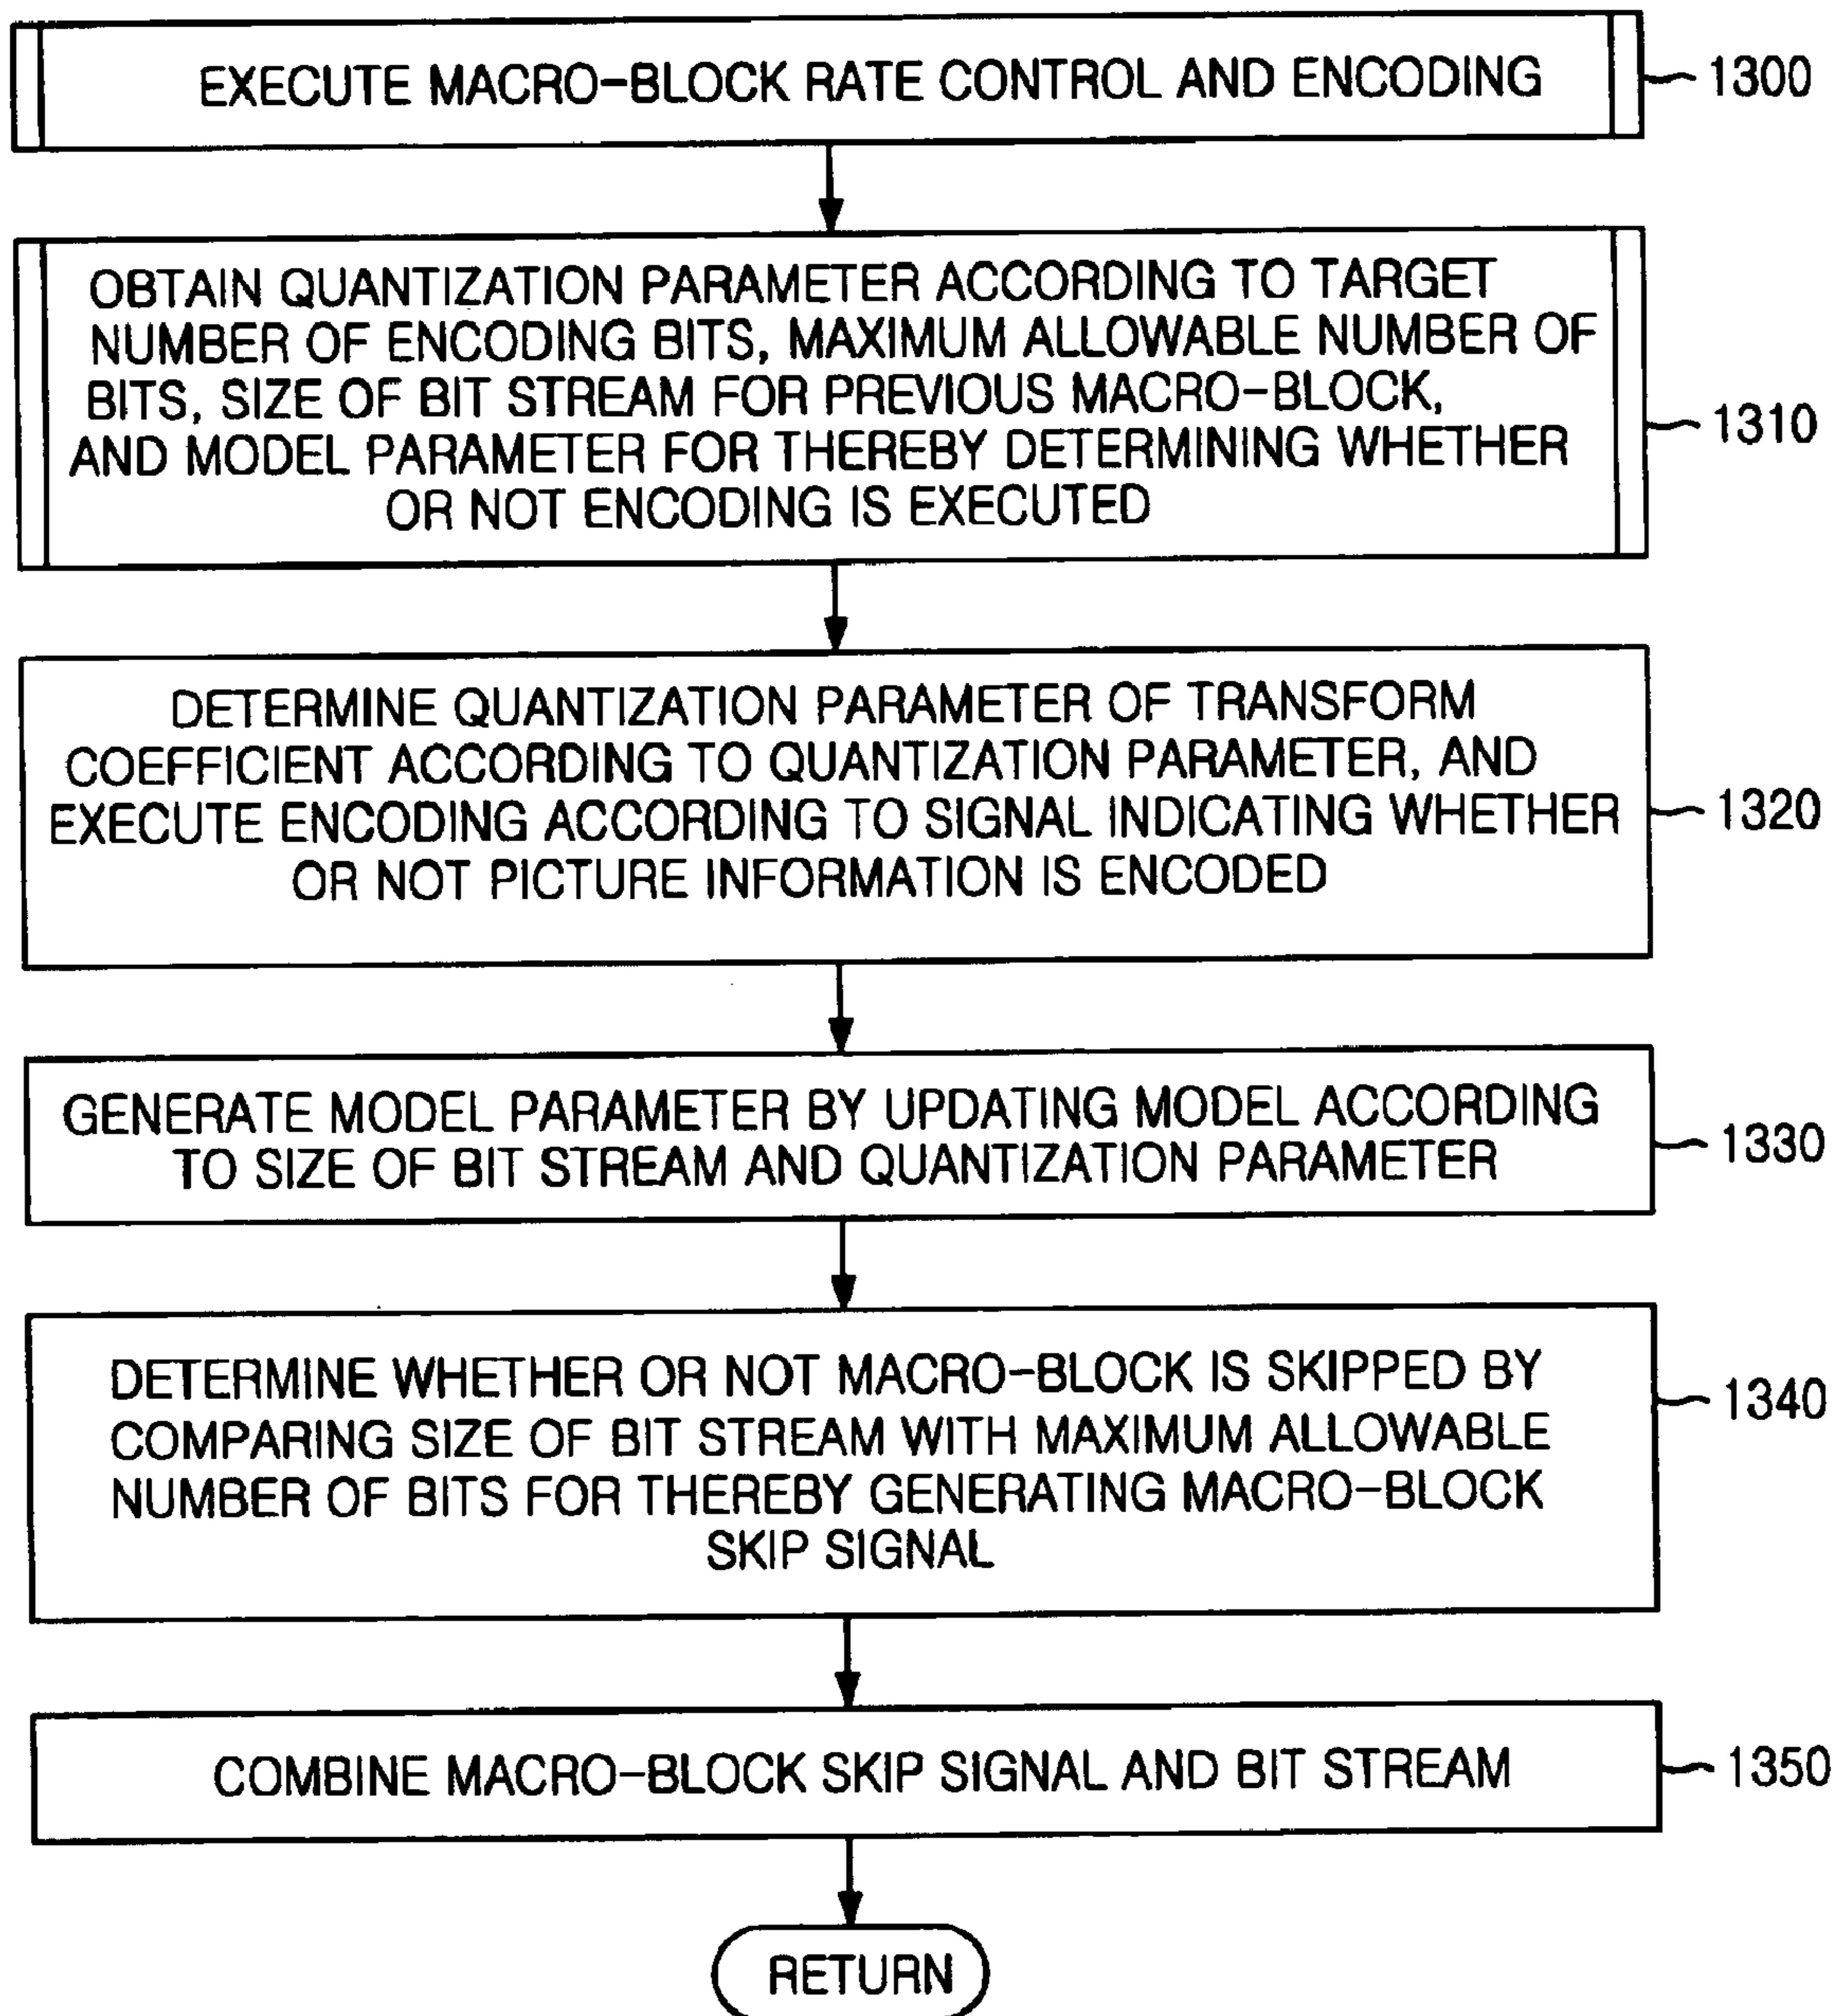 EXECUTE MACRO-BLOCK RATE CONTROL AND ENCODING
1300
OBTAIN QUANTIZATION PARAMETER ACCORDING TO TARGET
NUMBER OF ENCODING BITS, MAXIMUM ALLOWABLE NUMBER OF
BITS, SIZE OF BIT STREAM FOR PREVIOUS MACRO-BLOCK,
AND MODEL PARAMETER FOR THEREBY DETERMINING WHETHER
OR NOT ENCODING IS EXECUTED
1310
DETERMINE QUANTIZATION PARAMETER OF TRANSFORM
COEFFICIENT ACCORDING TO QUANTIZATION PARAMETER, AND
EXECUTE ENCODING ACCORDING TO SIGNAL INDICATING WHETHER
OR NOT PICTURE INFORMATION IS ENCODED
1320
GENERATE MODEL PARAMETER BY UPDATING MODEL ACCORDING
TO SIZE OF BIT STREAM AND QUANTIZATION PARAMETER
1330
DETERMINE WHETHER OR NOT MACRO-BLOCK IS SKIPPED BY
COMPARING SIZE OF BIT STREAM WITH MAXIMUM ALLOWABLE
NUMBER OF BITS FOR THEREBY GENERATING MACRO-BLOCK
SKIP SIGNAL
1340
COMBINE MACRO-BLOCK SKIP SIGNAL AND BIT STREAM
1350
RETURN